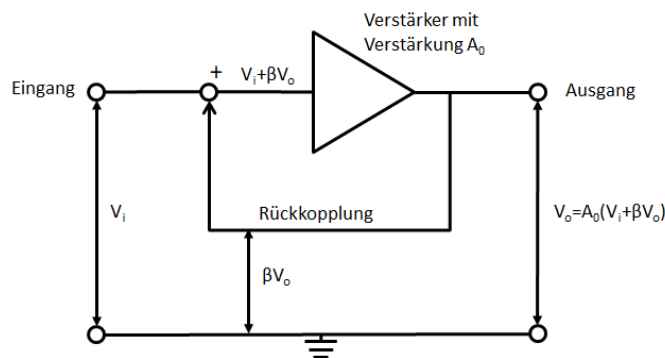 Verstärker mit
Verstärkung A₀
Eingang
+
Vᵢ+βVₒ
Ausgang
Vᵢ
Rückkopplung
Vₒ=A₀(Vᵢ+βVₒ)
βVₒ